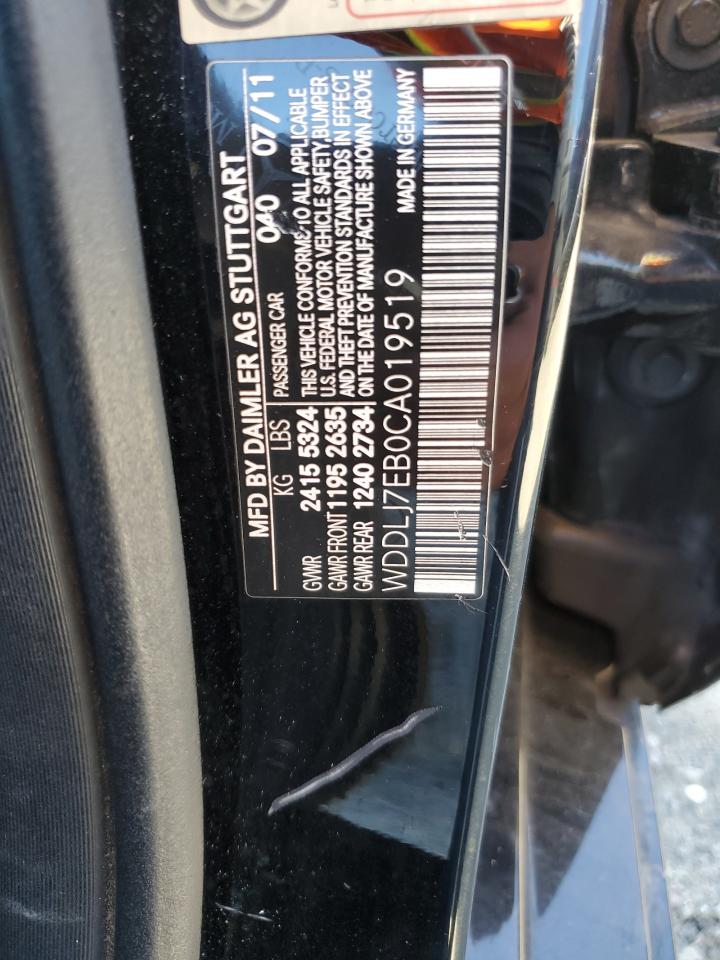 MFD BY DAIMLER AG STUTTGART
040 07/11
KG LBS PASSENGER CAR
GVWR 2415 5324 THIS VEHICLE CONFORMS TO ALL APPLICABLE
GAWR FRONT 1195 2635 U.S. FEDERAL MOTOR VEHICLE SAFETY,BUMPER
AND THEFT PREVENTION STANDARDS IN EFFECT
GAWR REAR 1240 2734 ON THE DATE OF MANUFACTURE SHOWN ABOVE
WDDLJ7EB0CA019519 MADE IN GERMANY